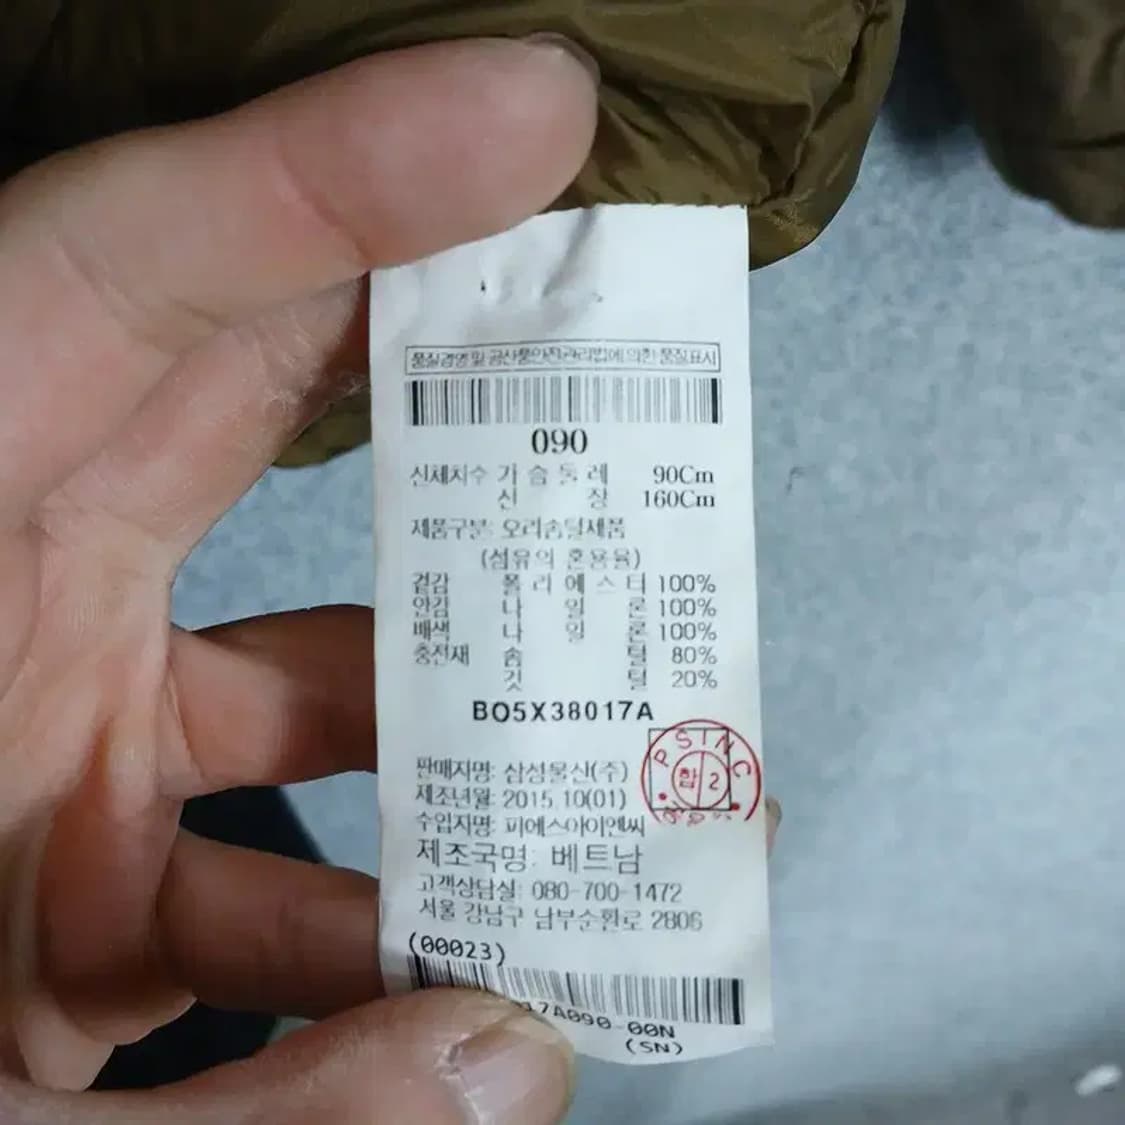 품질경영 및 공산품안전관리법에 의한 품질표시
090
신체치수 가 슴 둘 레 90Cm
신 장 160Cm
제품구분: 오리솜털제품
(섬유의 혼용율)
겉감 폴 리 에 스 터 100%
안감 나 일 론 100%
배색 나 일 론 100%
충전재 솜 털 80%
깃 털 20%
BO5X38017A
PSINC
합 2
판매자명: 삼성물산(주)
제조년월: 2015.10(01)
수입자명: 피에스아이엔씨
제조국명: 베트남
고객상담실: 080-700-1472
서울 강남구 남부순환로 2806
(00023)
17A090-00N
(SN)